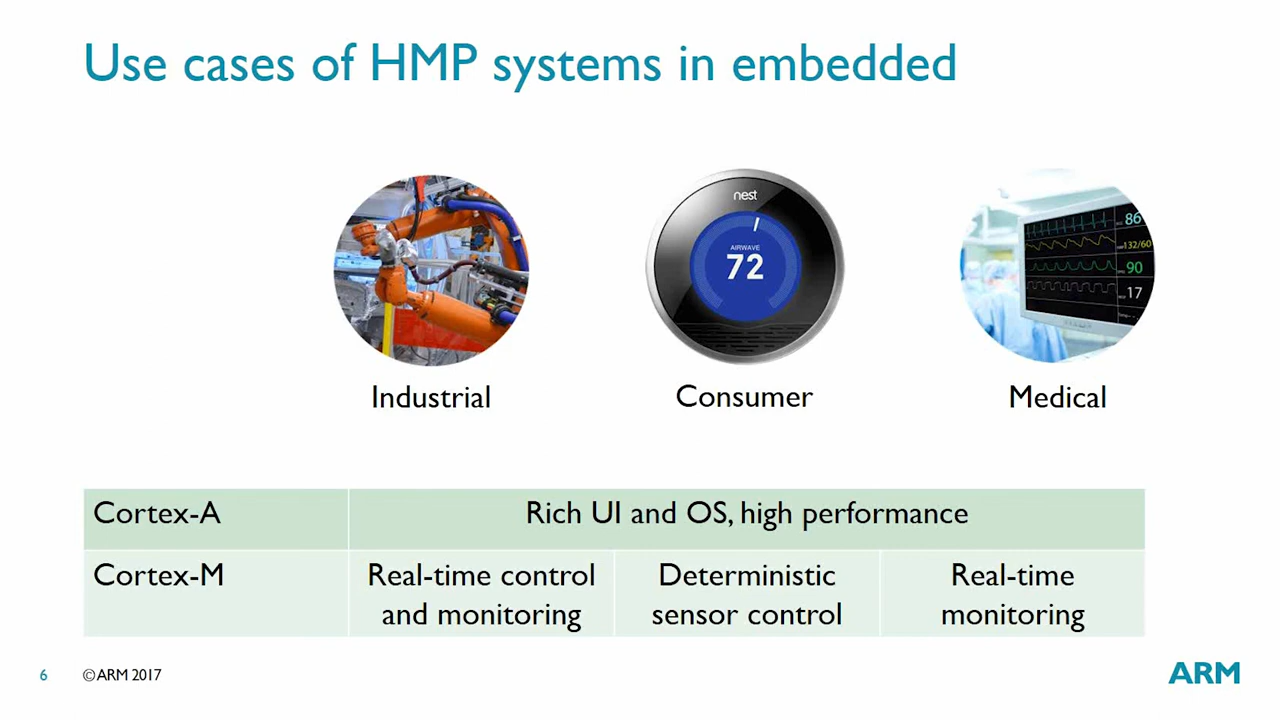 Use cases of HMP systems in embedded
nest
AIRWAVE
72
86
132/60
90
17
Industrial
Consumer
Medical
Cortex-A
Rich UI and OS, high performance
Cortex-M
Real-time control
and monitoring
Deterministic
sensor control
Real-time
monitoring
6
© ARM 2017
ARM